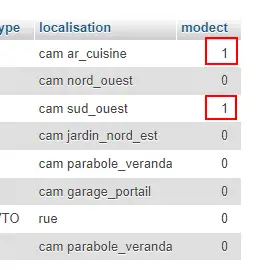 ype localisation modect
cam ar_cuisine 1
cam nord_ouest 0
cam sud_ouest 1
cam jardin_nord_est 0
cam parabole_veranda 0
cam garage_portail 0
TO rue 0
cam parabole_veranda 0